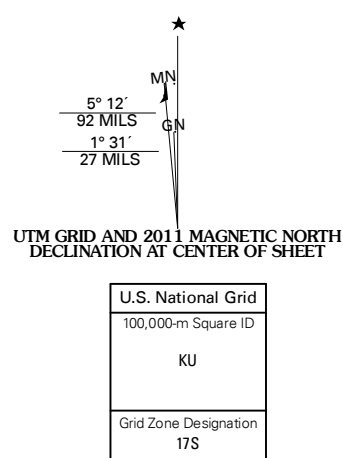 MN
5° 12´
92 MILS
GN
1° 31´
27 MILS
UTM GRID AND 2011 MAGNETIC NORTH
DECLINATION AT CENTER OF SHEET
U.S. National Grid
100,000-m Square ID
KU
Grid Zone Designation
17S